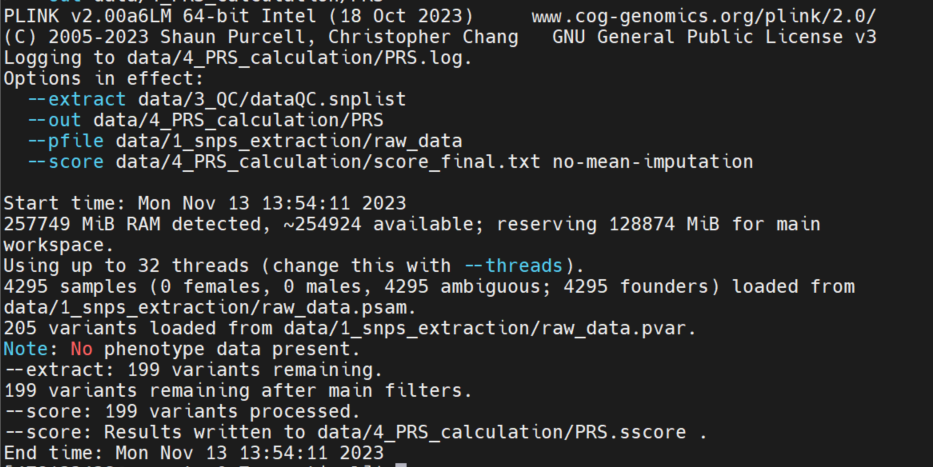 PLINK v2.00a6LM 64-bit Intel (18 Oct 2023)     www.cog-genomics.org/plink/2.0/
(C) 2005-2023 Shaun Purcell, Christopher Chang   GNU General Public License v3
Logging to data/4_PRS_calculation/PRS.log.
Options in effect:
  --extract data/3_QC/dataQC.snplist
  --out data/4_PRS_calculation/PRS
  --pfile data/1_snps_extraction/raw_data
  --score data/4_PRS_calculation/score_final.txt no-mean-imputation

Start time: Mon Nov 13 13:54:11 2023
257749 MiB RAM detected, ~254924 available; reserving 128874 MiB for main
workspace.
Using up to 32 threads (change this with --threads).
4295 samples (0 females, 0 males, 4295 ambiguous; 4295 founders) loaded from
data/1_snps_extraction/raw_data.psam.
205 variants loaded from data/1_snps_extraction/raw_data.pvar.
Note: No phenotype data present.
--extract: 199 variants remaining.
199 variants remaining after main filters.
--score: 199 variants processed.
--score: Results written to data/4_PRS_calculation/PRS.sscore .
End time: Mon Nov 13 13:54:11 2023